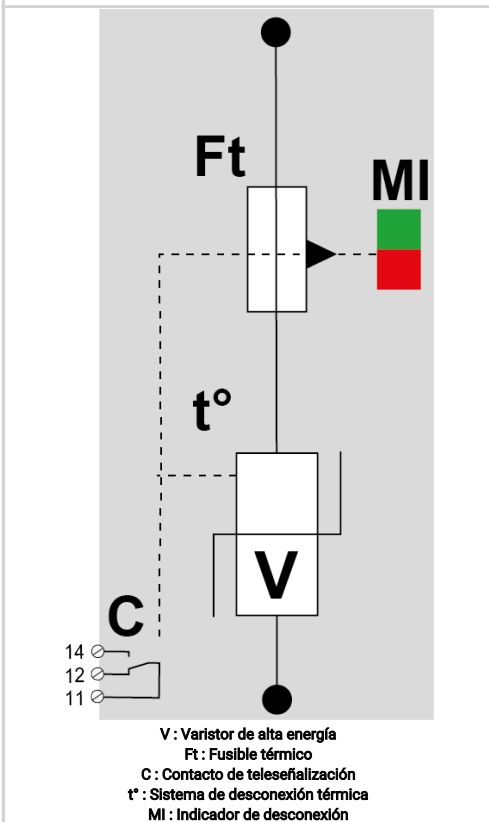 Ft
MI
t°
V
C
14
12
11
V : Varistor de alta energía
Ft : Fusible térmico
C : Contacto de teleseñalización
t° : Sistema de desconexión térmica
MI : Indicador de desconexión